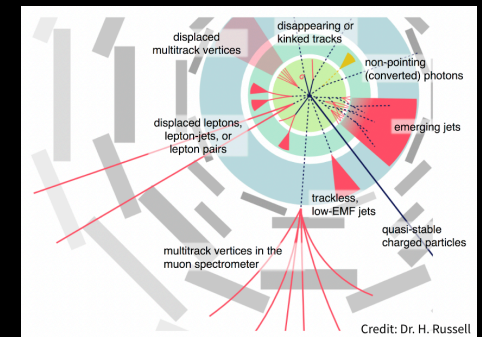 disappearing or
kinked tracks
displaced
multitrack vertices
non-pointing
(converted) photons
displaced leptons,
lepton-jets, or
lepton pairs
emerging jets
trackless,
low-EMF jets
quasi-stable
charged particles
multitrack vertices in the
muon spectrometer
Credit: Dr. H. Russell